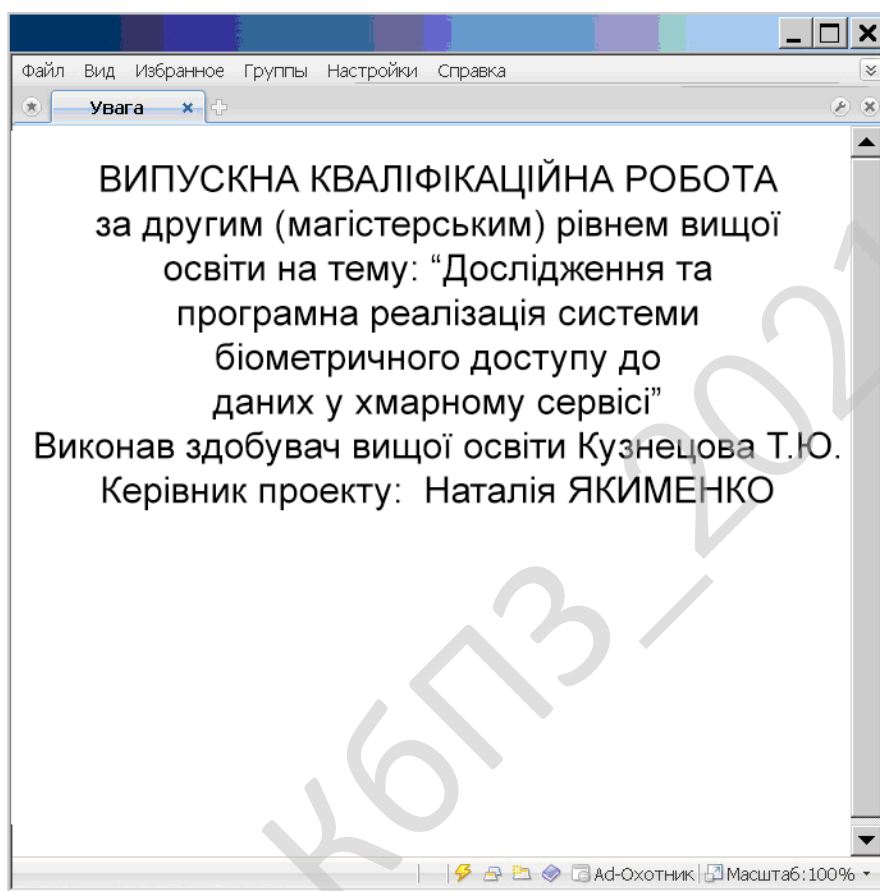 Файл Вид Избранное Группы Настройки Справка
Увага
ВИПУСКНА КВАЛІФІКАЦІЙНА РОБОТА
за другим (магістерським) рівнем вищої
освіти на тему: “Дослідження та
програмна реалізація системи
біометричного доступу до
даних у хмарному сервісі”
Виконав здобувач вищої освіти Кузнецова Т.Ю.
Керівник проекту: Наталія ЯКИМЕНКО
КбПЗ_2021
Ad-Охотник Масштаб:100%